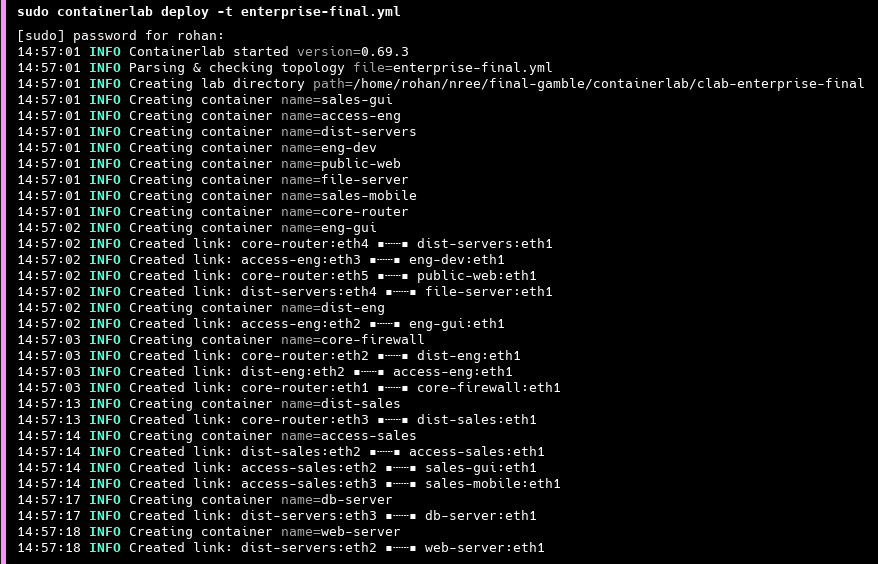 sudo containerlab deploy -t enterprise-final.yml
[sudo] password for rohan:
14:57:01 INFO Containerlab started version=0.69.3
14:57:01 INFO Parsing & checking topology file=enterprise-final.yml
14:57:01 INFO Creating lab directory path=/home/rohan/nree/final-gamble/containerlab/clab-enterprise-final
14:57:01 INFO Creating container name=sales-gui
14:57:01 INFO Creating container name=access-eng
14:57:01 INFO Creating container name=dist-servers
14:57:01 INFO Creating container name=eng-dev
14:57:01 INFO Creating container name=public-web
14:57:01 INFO Creating container name=file-server
14:57:01 INFO Creating container name=sales-mobile
14:57:01 INFO Creating container name=core-router
14:57:02 INFO Creating container name=eng-gui
14:57:02 INFO Created link: core-router:eth4 ▪┄┄▪ dist-servers:eth1
14:57:02 INFO Created link: access-eng:eth3 ▪┄┄▪ eng-dev:eth1
14:57:02 INFO Created link: core-router:eth5 ▪┄┄▪ public-web:eth1
14:57:02 INFO Created link: dist-servers:eth4 ▪┄┄▪ file-server:eth1
14:57:02 INFO Creating container name=dist-eng
14:57:02 INFO Created link: access-eng:eth2 ▪┄┄▪ eng-gui:eth1
14:57:03 INFO Creating container name=core-firewall
14:57:03 INFO Created link: core-router:eth2 ▪┄┄▪ dist-eng:eth1
14:57:03 INFO Created link: dist-eng:eth2 ▪┄┄▪ access-eng:eth1
14:57:03 INFO Created link: core-router:eth1 ▪┄┄▪ core-firewall:eth1
14:57:13 INFO Creating container name=dist-sales
14:57:13 INFO Created link: core-router:eth3 ▪┄┄▪ dist-sales:eth1
14:57:14 INFO Creating container name=access-sales
14:57:14 INFO Created link: dist-sales:eth2 ▪┄┄▪ access-sales:eth1
14:57:14 INFO Created link: access-sales:eth2 ▪┄┄▪ sales-gui:eth1
14:57:14 INFO Created link: access-sales:eth3 ▪┄┄▪ sales-mobile:eth1
14:57:17 INFO Creating container name=db-server
14:57:17 INFO Created link: dist-servers:eth3 ▪┄┄▪ db-server:eth1
14:57:18 INFO Creating container name=web-server
14:57:18 INFO Created link: dist-servers:eth2 ▪┄┄▪ web-server:eth1